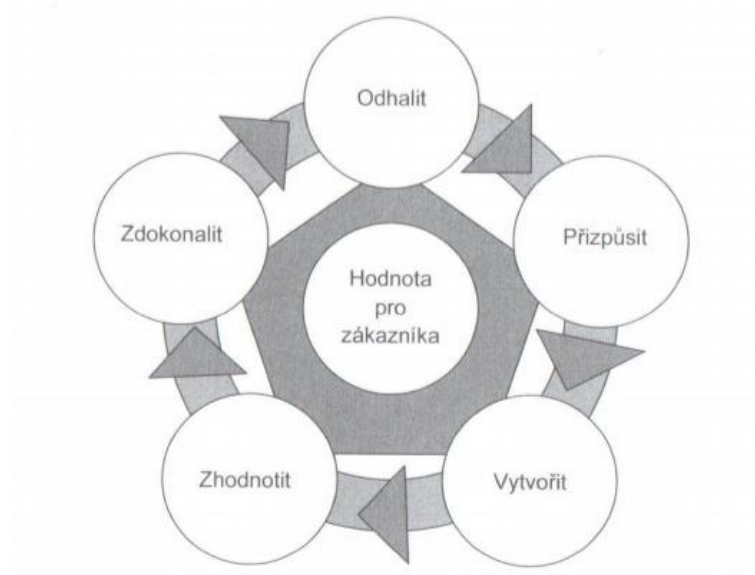 Odhalit
Přizpůsit
Vytvořit
Zhodnotit
Zdokonalit
Hodnota
pro
zákazníka